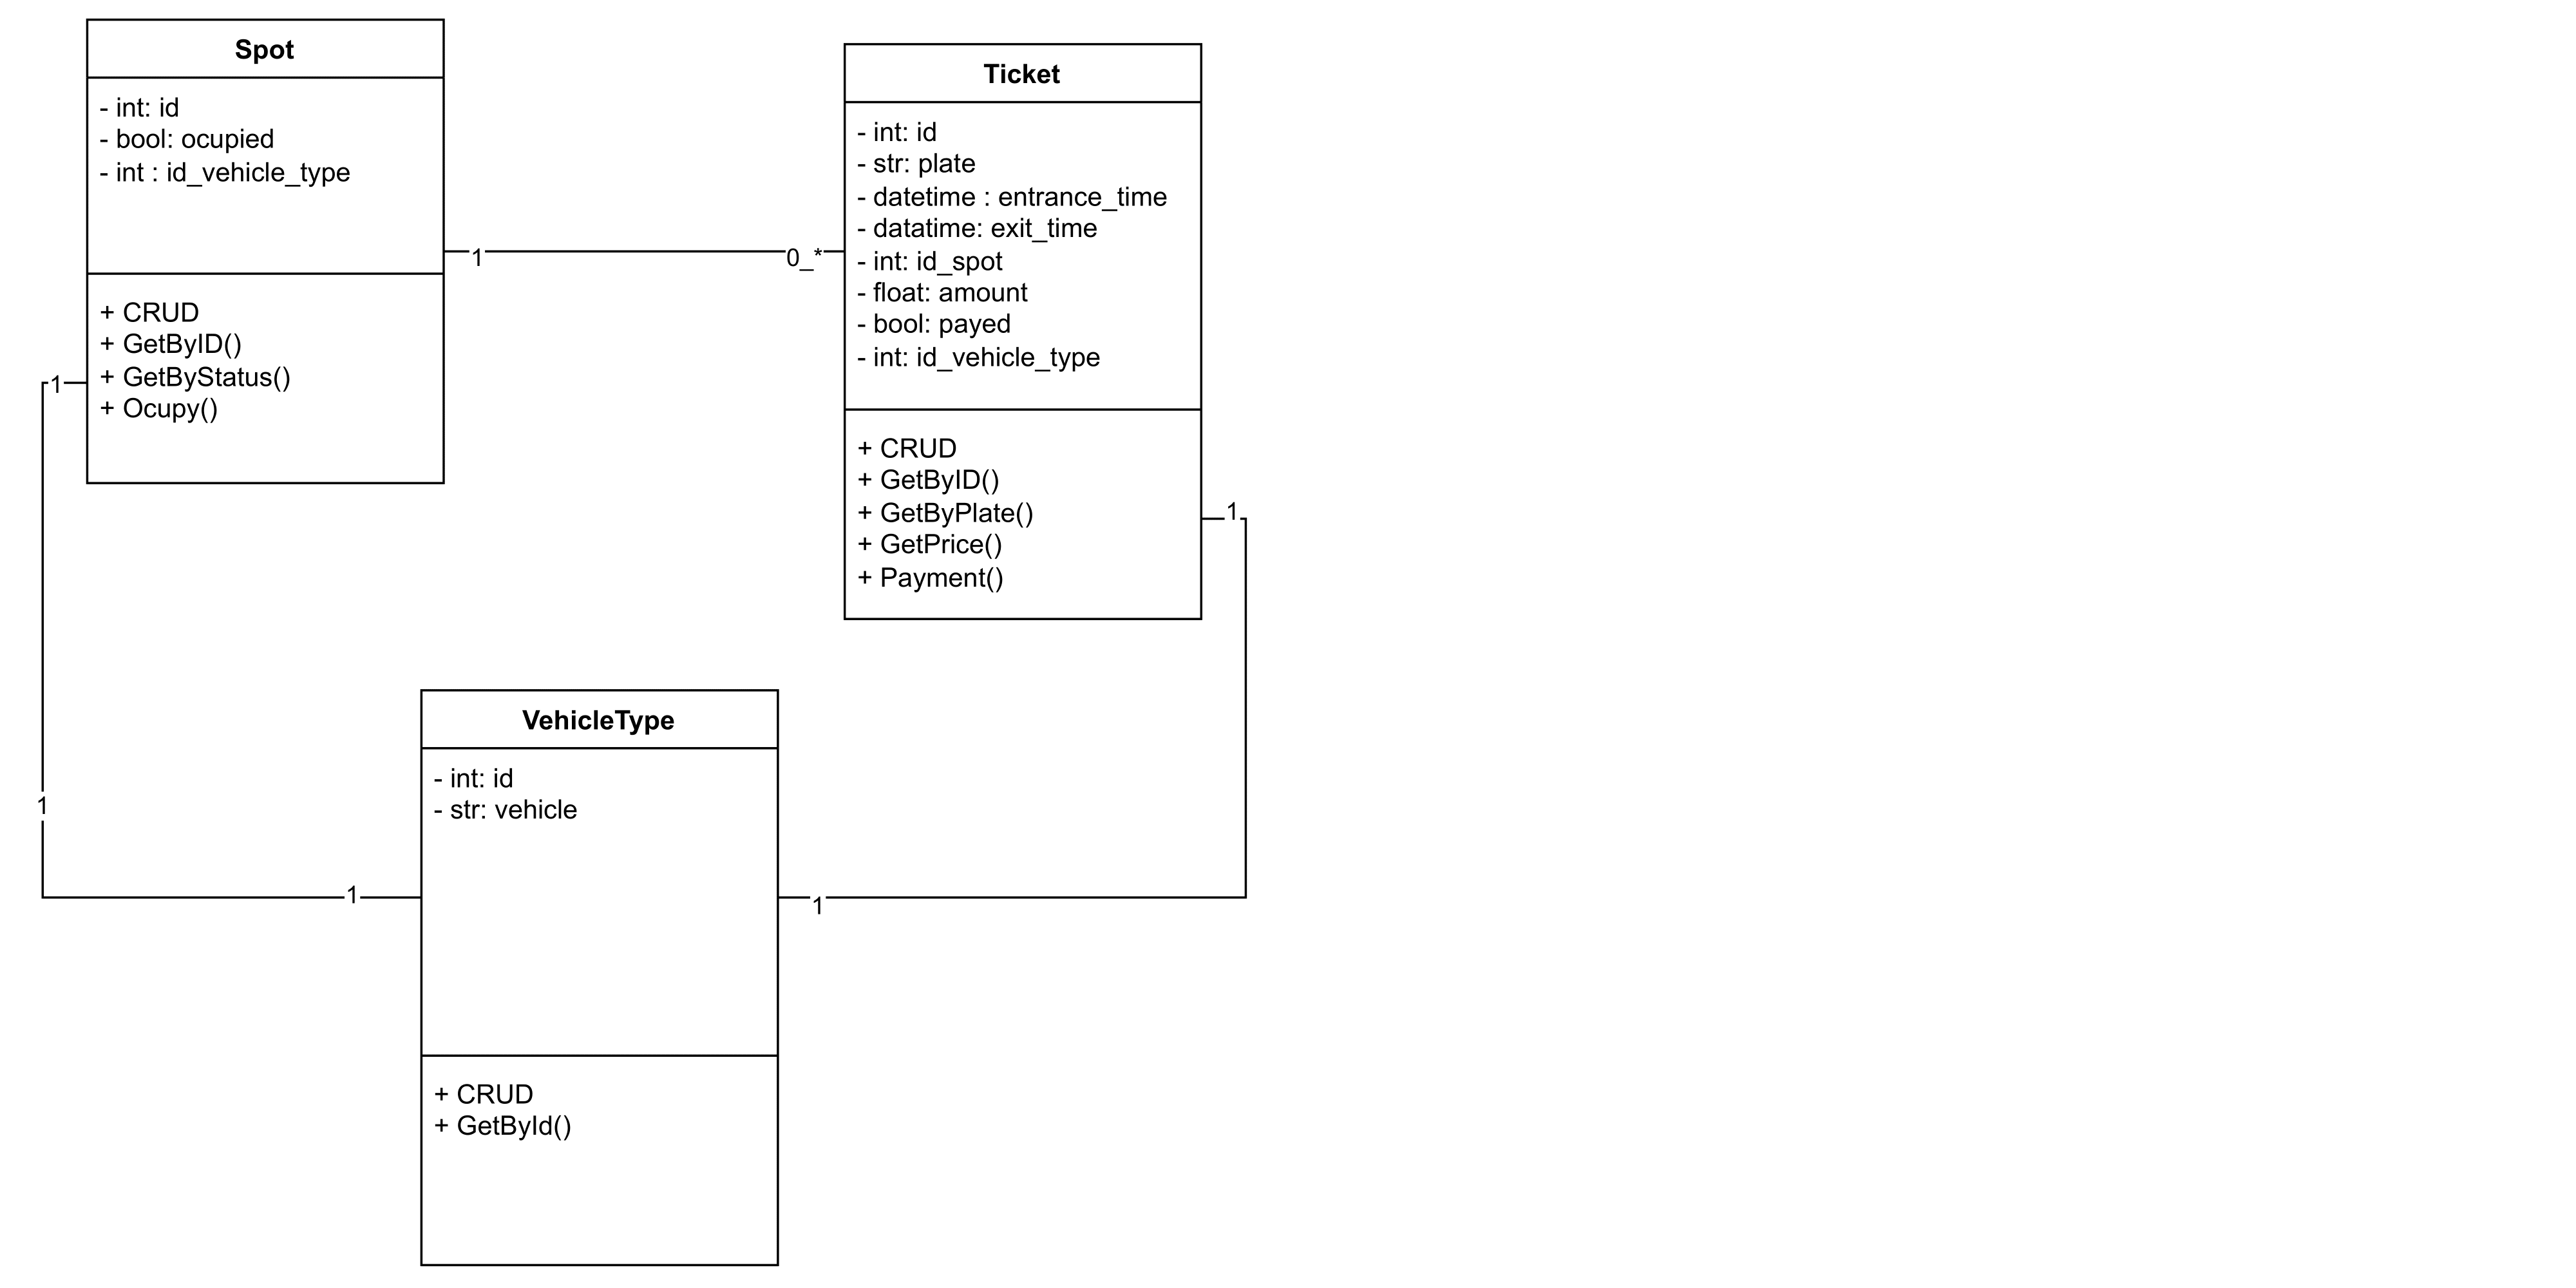 Spot
- int: id
- bool: ocupied
- int : id_vehicle_type
+ CRUD
+ GetByID()
+ GetByStatus()
+ Ocupy()
1
0_*
Ticket
- int: id
- str: plate
- datetime : entrance_time
- datatime: exit_time
- int: id_spot
- float: amount
- bool: payed
- int: id_vehicle_type
+ CRUD
+ GetByID()
+ GetByPlate()
+ GetPrice()
+ Payment()
1
1
1
1
1
VehicleType
- int: id
- str: vehicle
+ CRUD
+ GetById()